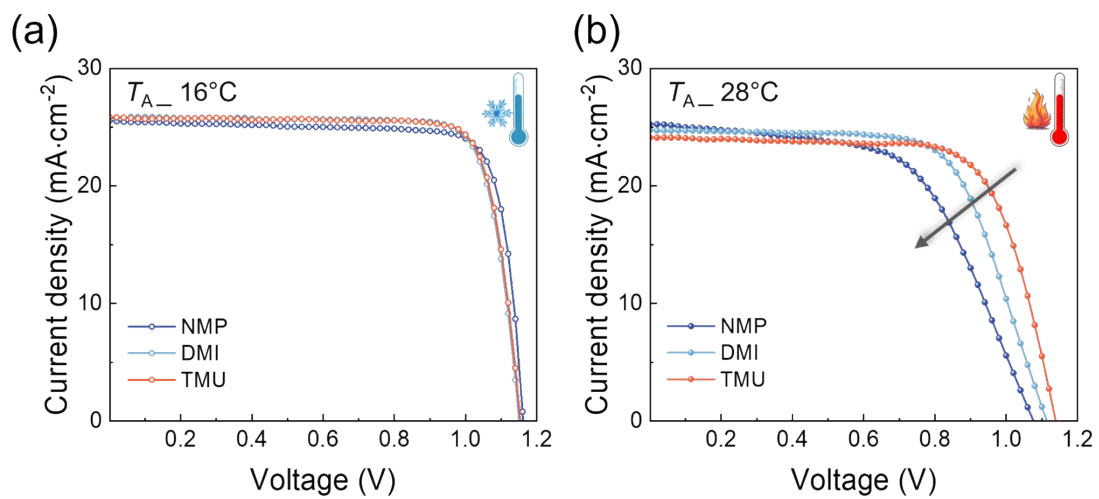 (a)
T_A_ 16°C
30
20
10
0
Current density (mA·cm⁻²)
NMP
DMI
TMU
0.2 0.4 0.6 0.8 1.0 1.2
Voltage (V)
(b)
T_A_ 28°C
30
20
10
0
Current density (mA·cm⁻²)
NMP
DMI
TMU
0.2 0.4 0.6 0.8 1.0 1.2
Voltage (V)